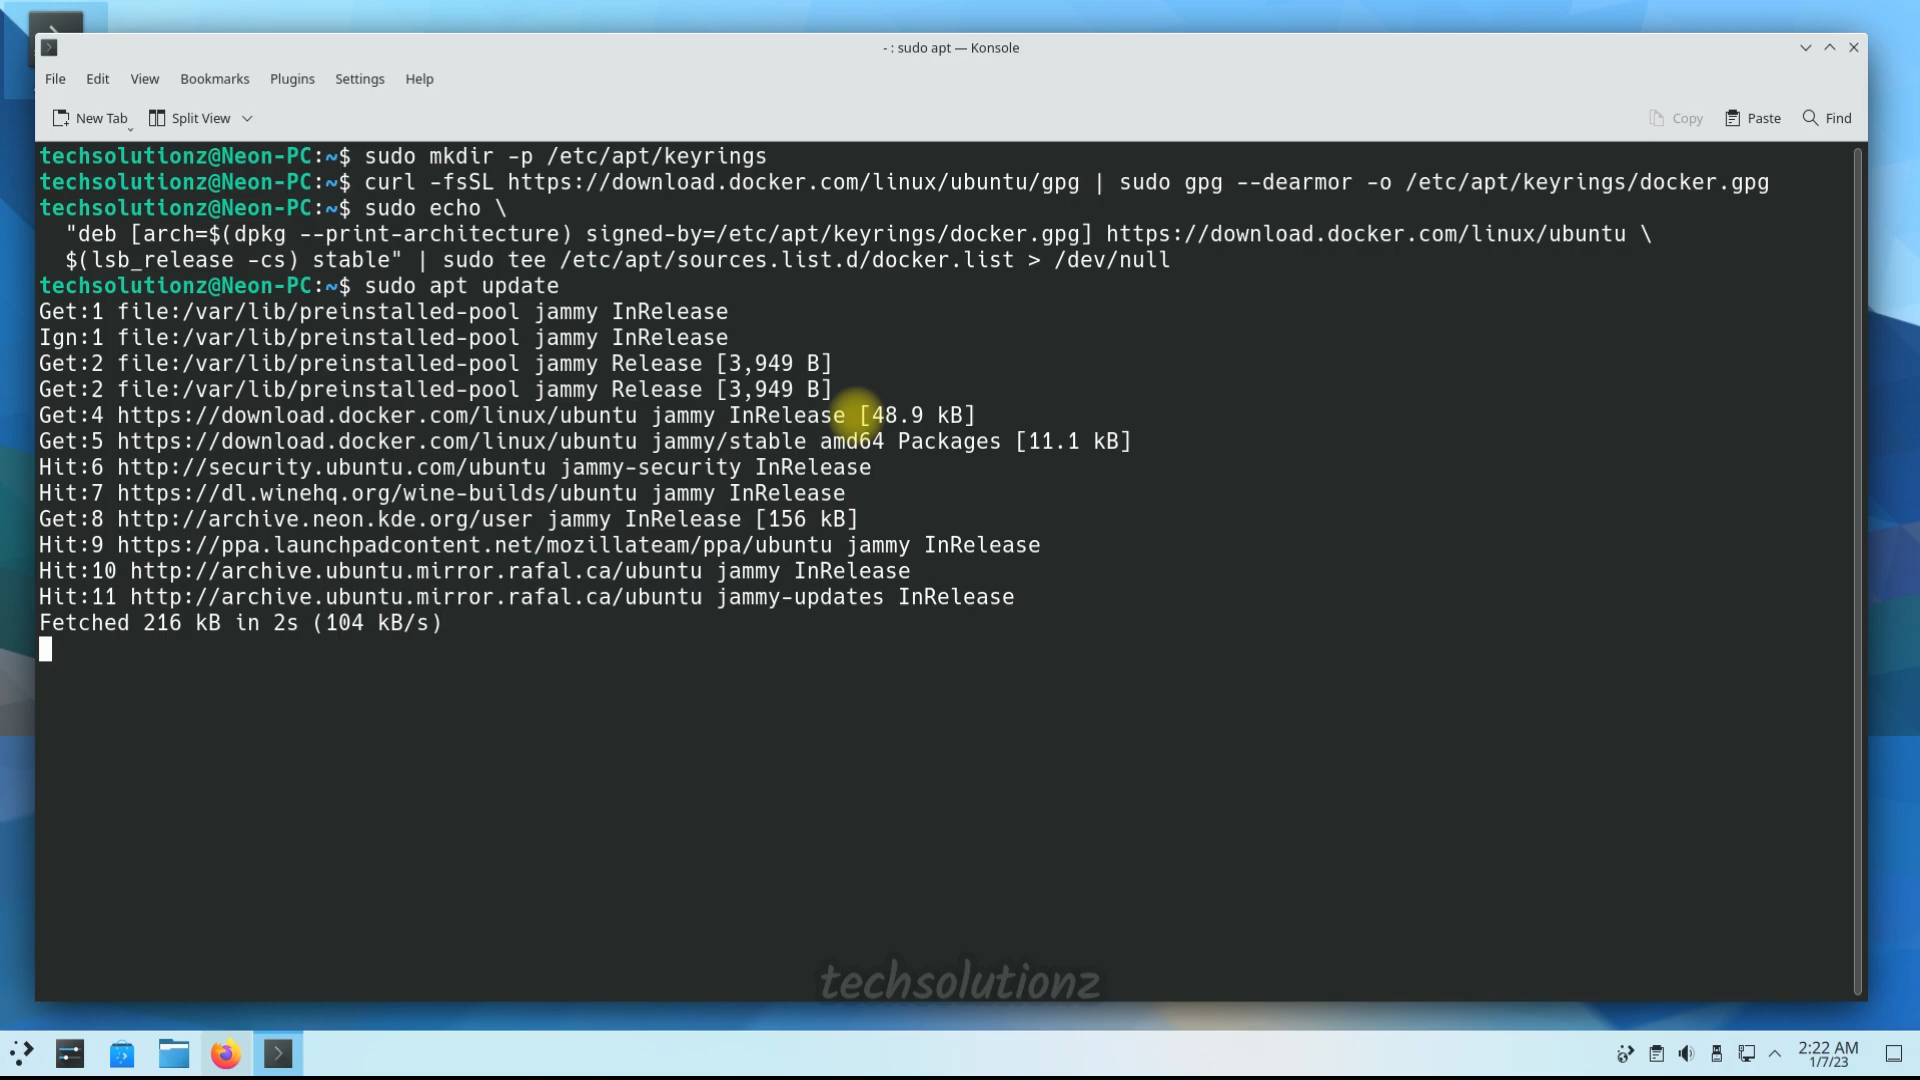 - : sudo apt — Konsole
File Edit View Bookmarks Plugins Settings Help
New Tab Split View Copy Paste Find
techsolutionz@Neon-PC:~$ sudo mkdir -p /etc/apt/keyrings
techsolutionz@Neon-PC:~$ curl -fsSL https://download.docker.com/linux/ubuntu/gpg | sudo gpg --dearmor -o /etc/apt/keyrings/docker.gpg
techsolutionz@Neon-PC:~$ sudo echo \
  "deb [arch=$(dpkg --print-architecture) signed-by=/etc/apt/keyrings/docker.gpg] https://download.docker.com/linux/ubuntu \
  $(lsb_release -cs) stable" | sudo tee /etc/apt/sources.list.d/docker.list > /dev/null
techsolutionz@Neon-PC:~$ sudo apt update
Get:1 file:/var/lib/preinstalled-pool jammy InRelease
Ign:1 file:/var/lib/preinstalled-pool jammy InRelease
Get:2 file:/var/lib/preinstalled-pool jammy Release [3,949 B]
Get:2 file:/var/lib/preinstalled-pool jammy Release [3,949 B]
Get:4 https://download.docker.com/linux/ubuntu jammy InRelease [48.9 kB]
Get:5 https://download.docker.com/linux/ubuntu jammy/stable amd64 Packages [11.1 kB]
Hit:6 http://security.ubuntu.com/ubuntu jammy-security InRelease
Hit:7 https://dl.winehq.org/wine-builds/ubuntu jammy InRelease
Get:8 http://archive.neon.kde.org/user jammy InRelease [156 kB]
Hit:9 https://ppa.launchpadcontent.net/mozillateam/ppa/ubuntu jammy InRelease
Hit:10 http://archive.ubuntu.mirror.rafal.ca/ubuntu jammy InRelease
Hit:11 http://archive.ubuntu.mirror.rafal.ca/ubuntu jammy-updates InRelease
Fetched 216 kB in 2s (104 kB/s)
techsolutionz
2:22 AM
1/7/23